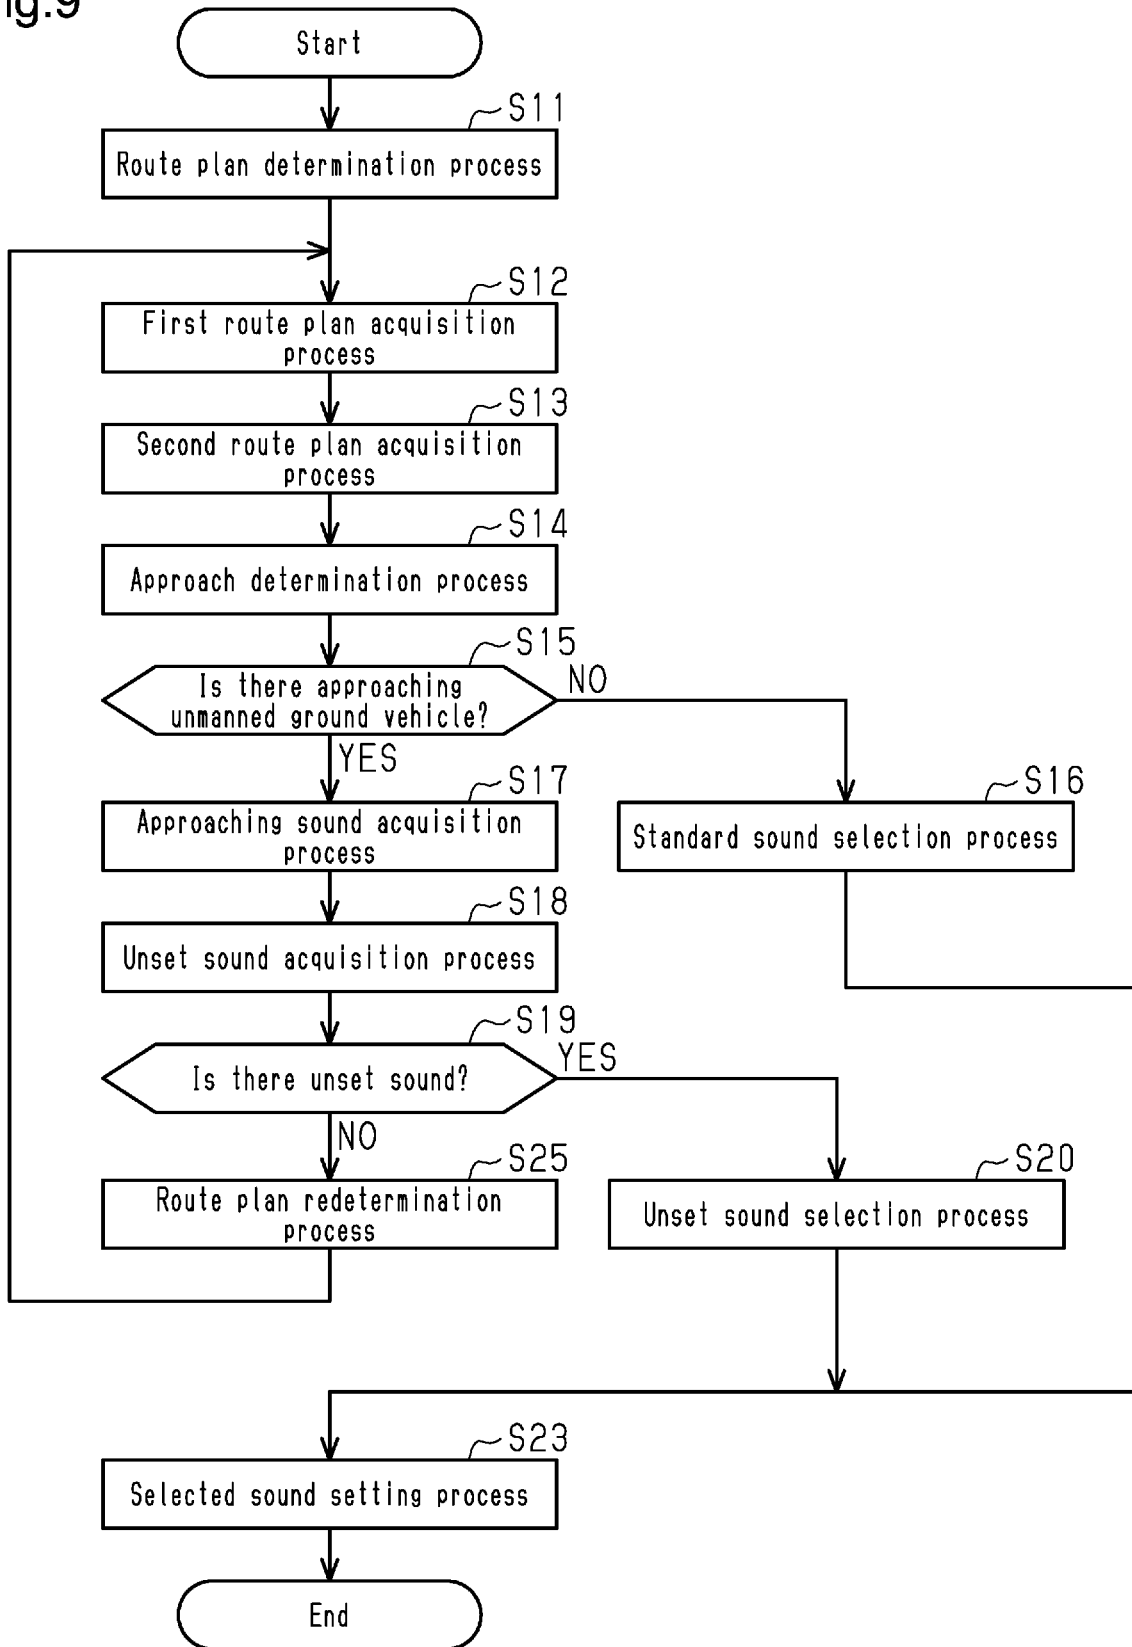 ig.9
Start
S11
Route plan determination process
S12
First route plan acquisition
process
S13
Second route plan acquisition
process
S14
Approach determination process
S15
Is there approaching
unmanned ground vehicle?
NO
YES
S17
Approaching sound acquisition
process
S16
Standard sound selection process
S18
Unset sound acquisition process
S19
Is there unset sound?
YES
NO
S25
Route plan redetermination
process
S20
Unset sound selection process
S23
Selected sound setting process
End